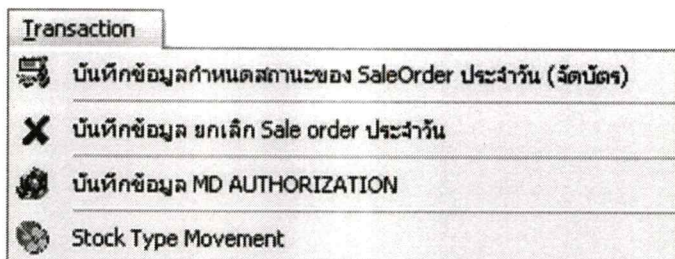 Transaction
บันทึกข้อมูลกำหนดสถานะของ SaleOrder ประจำวัน (จัดบัตร)
บันทึกข้อมูล ยกเลิก Sale order ประจำวัน
บันทึกข้อมูล MD AUTHORIZATION
Stock Type Movement